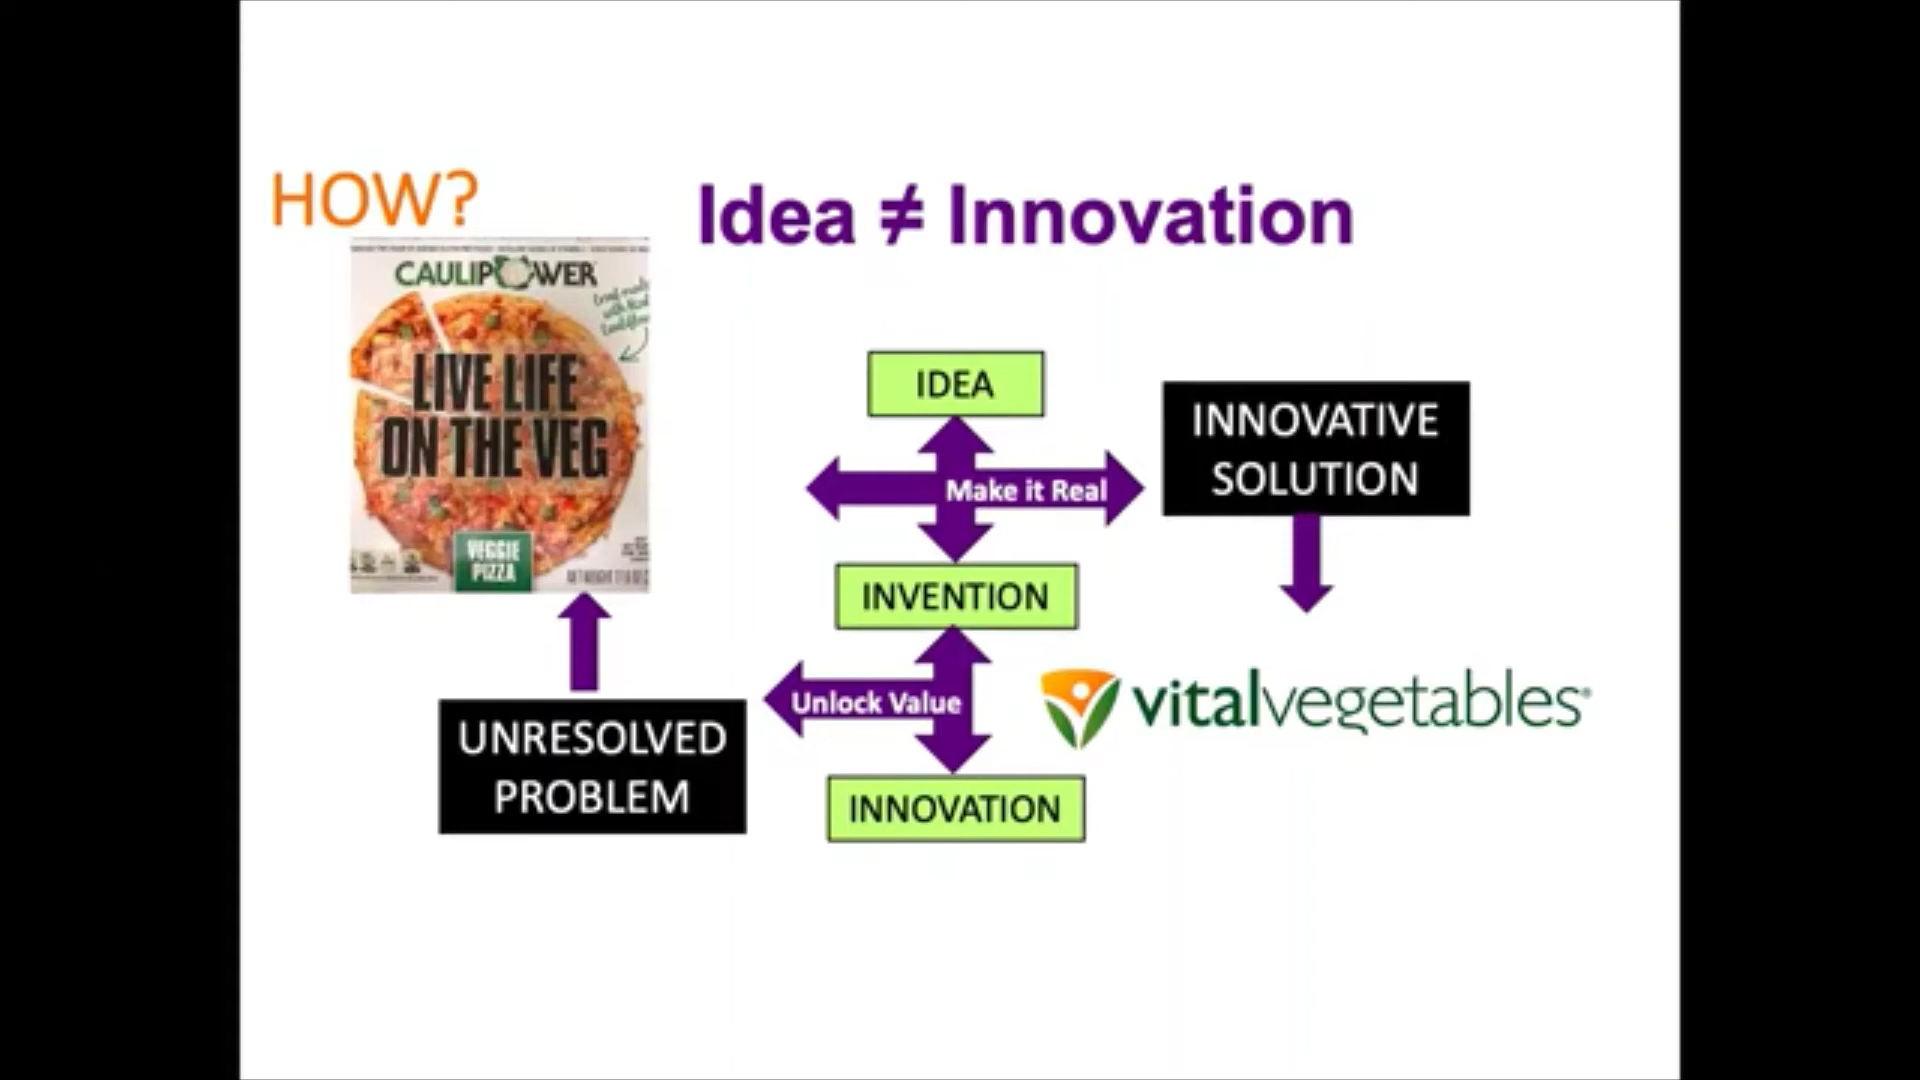 HOW?
Idea ≠ Innovation
CAULIPOWER
LIVE LIFE
ON THE VEG
VEGGIE
PIZZA
IDEA
Make it Real
INNOVATIVE
SOLUTION
INVENTION
Unlock Value
vitalvegetables®
UNRESOLVED
PROBLEM
INNOVATION